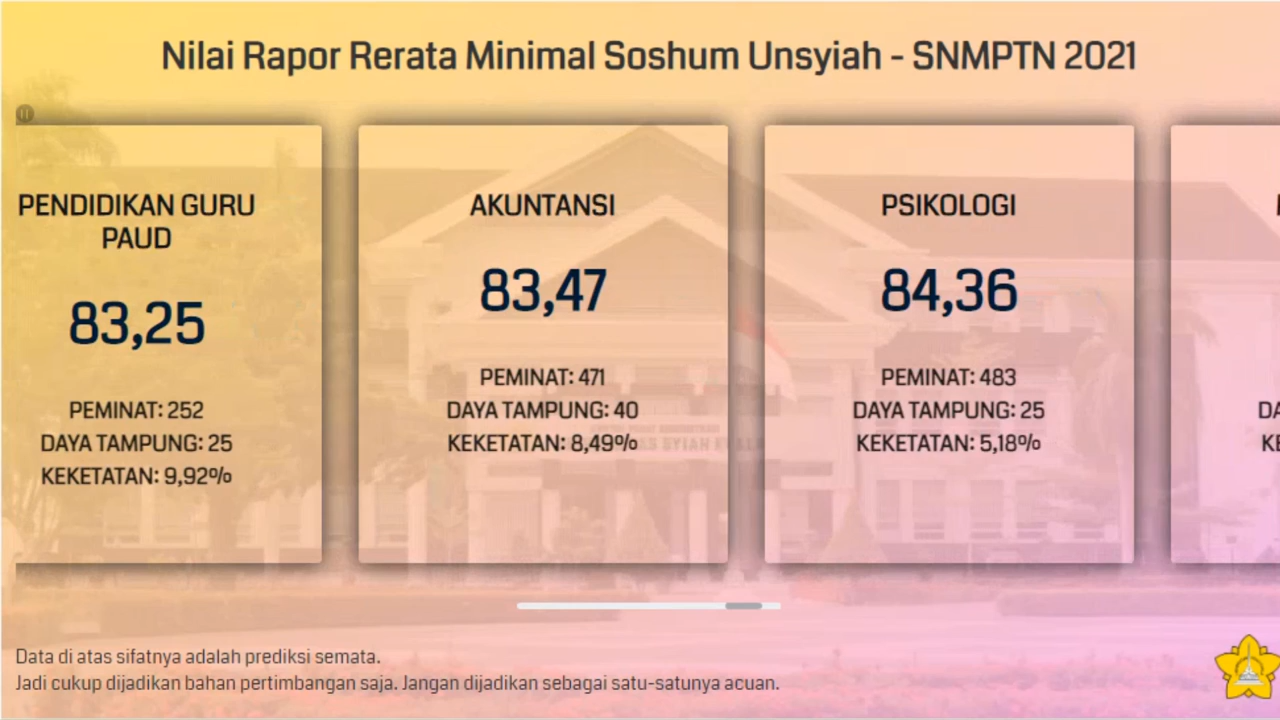 Nilai Rapor Rerata Minimal Soshum Unsyiah - SNMPTN 2021
PENDIDIKAN GURU
PAUD
83,25
PEMINAT: 252
DAYA TAMPUNG: 25
KEKETATAN: 9,92%
AKUNTANSI
83,47
PEMINAT: 471
DAYA TAMPUNG: 40
KEKETATAN: 8,49%
PSIKOLOGI
84,36
PEMINAT: 483
DAYA TAMPUNG: 25
KEKETATAN: 5,18%
Data di atas sifatnya adalah prediksi semata.
Jadi cukup dijadikan bahan pertimbangan saja. Jangan dijadikan sebagai satu-satunya acuan.